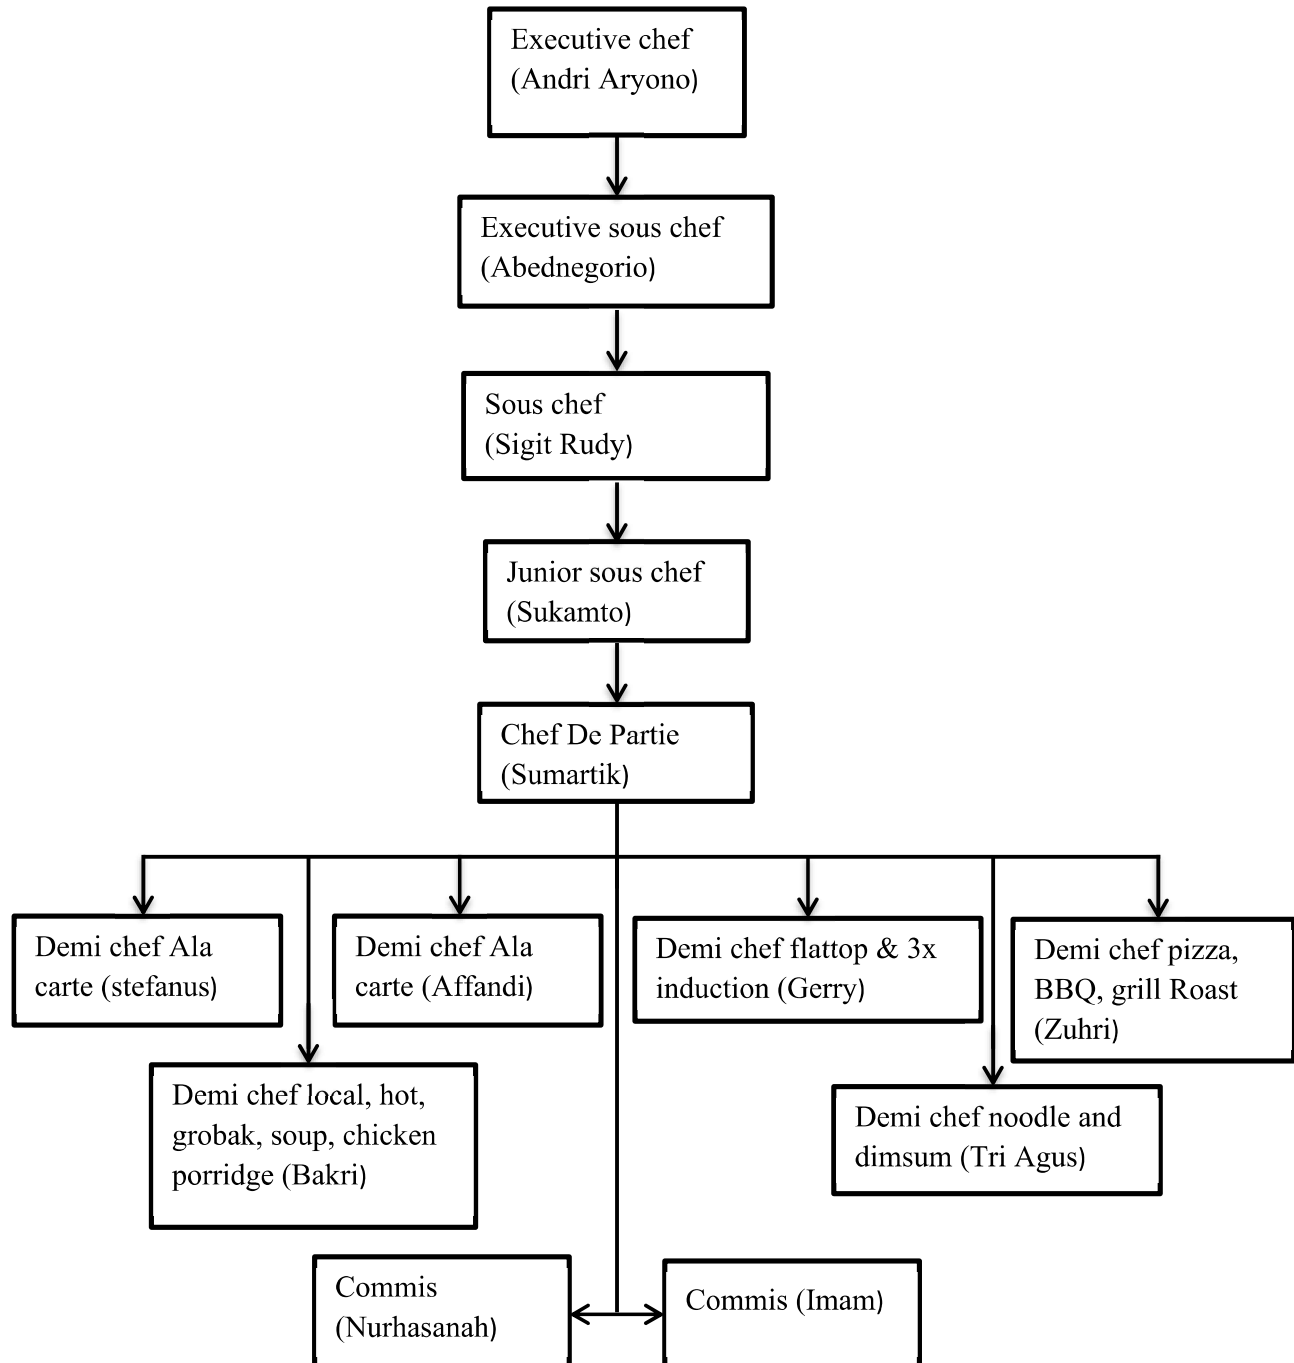 Executive chef
(Andri Aryono)
Executive sous chef
(Abednegorio)
Sous chef
(Sigit Rudy)
Junior sous chef
(Sukamto)
Chef De Partie
(Sumartik)
Demi chef Ala
carte (stefanus)
Demi chef Ala
carte (Affandi)
Demi chef flattop & 3x
induction (Gerry)
Demi chef pizza,
BBQ, grill Roast
(Zuhri)
Demi chef local, hot,
grobak, soup, chicken
porridge (Bakri)
Demi chef noodle and
dimsum (Tri Agus)
Commis
(Nurhasanah)
Commis (Imam)